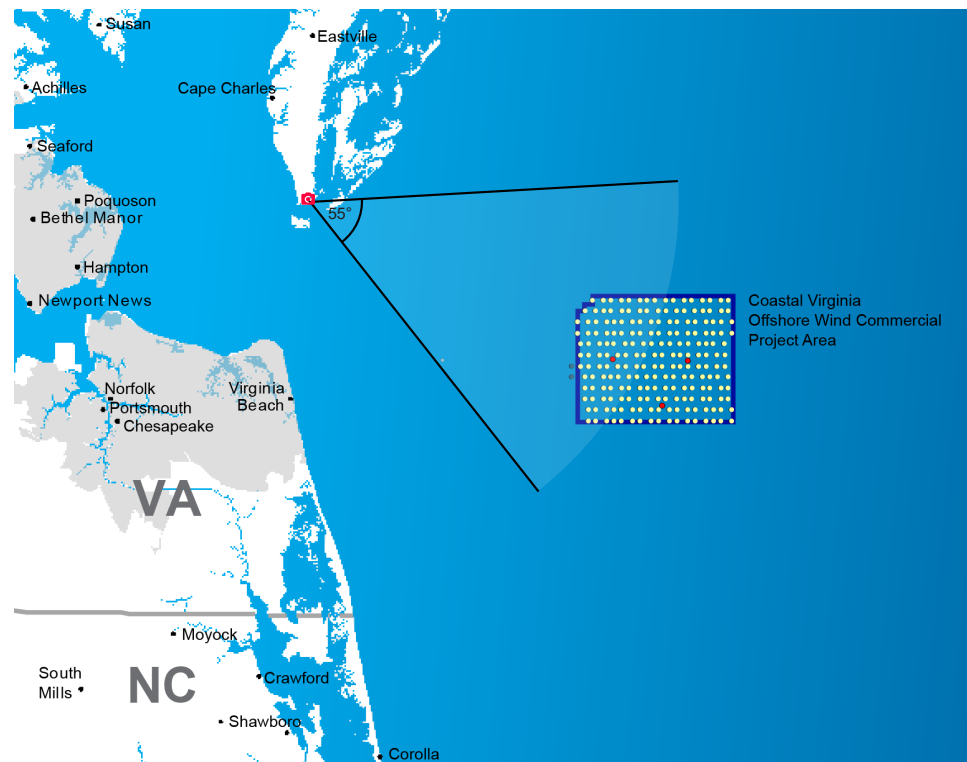 Susan
Eastville
Achilles
Cape Charles
Seaford
Poquoson
Bethel Manor
55°
Hampton
Newport News
Coastal Virginia
Offshore Wind Commercial
Project Area
Norfolk
Portsmouth
Chesapeake
Virginia
Beach
VA
Moyock
NC
South
Mills
Crawford
Shawboro
Corolla